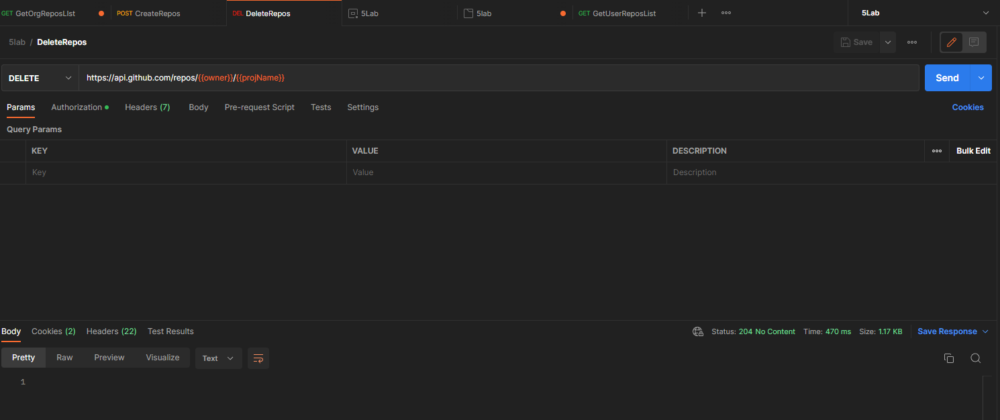 GET GetOrgReposLIst POST CreateRepos DEL DeleteRepos 5Lab 5lab GET GetUserReposList 5Lab
5lab / DeleteRepos Save
DELETE https://api.github.com/repos/{{owner}}/{{projName}} Send
Params Authorization Headers (7) Body Pre-request Script Tests Settings Cookies
Query Params
KEY VALUE DESCRIPTION Bulk Edit
Key Value Description
Body Cookies (2) Headers (22) Test Results Status: 204 No Content Time: 470 ms Size: 1.17 KB Save Response
Pretty Raw Preview Visualize Text
1